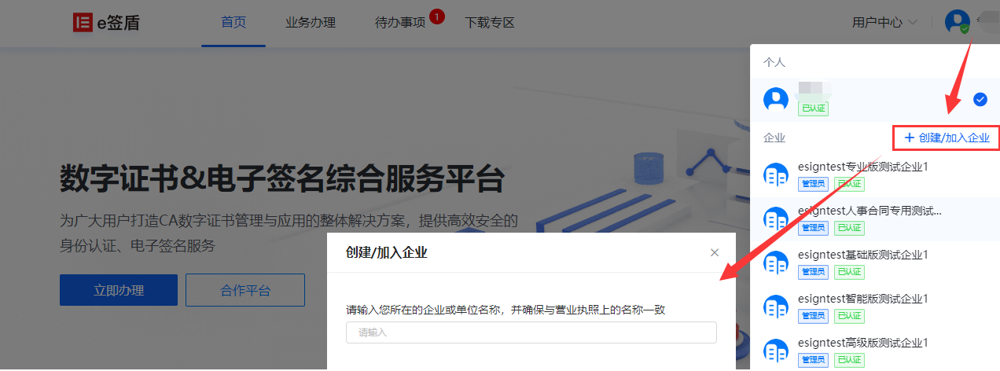 e签盾
首页
业务办理
待办事项
1
下载专区
用户中心
个人
已认证
企业
+ 创建/加入企业
esigntest专业版测试企业1
管理员 已认证
esigntest人事合同专用测试...
管理员 已认证
esigntest基础版测试企业1
管理员 已认证
esigntest智能版测试企业1
管理员 已认证
esigntest高级版测试企业1
管理员 已认证
数字证书&电子签名综合服务平台
为广大用户打造CA数字证书管理与应用的整体解决方案，提供高效安全的
身份认证、电子签名服务
立即办理
合作平台
创建/加入企业
请输入您所在的企业或单位名称，并确保与营业执照上的名称一致
请输入